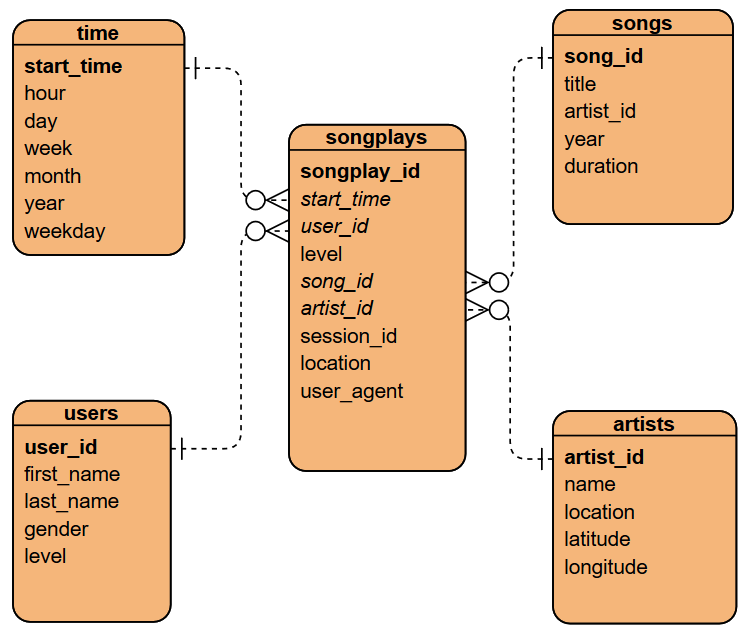 time
start_time
hour
day
week
month
year
weekday
songs
song_id
title
artist_id
year
duration
songplays
songplay_id
start_time
user_id
level
song_id
artist_id
session_id
location
user_agent
users
user_id
first_name
last_name
gender
level
artists
artist_id
name
location
latitude
longitude